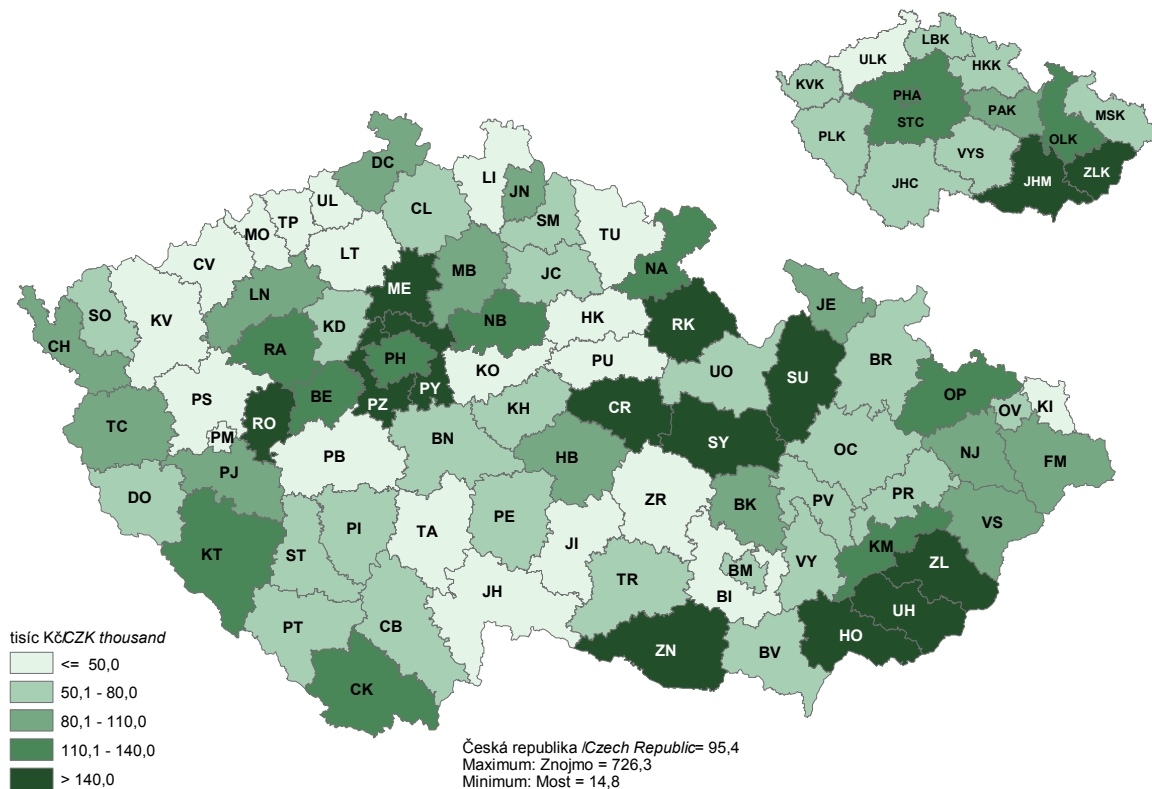 LBK
ULK
HKK
KVK
PHA
PAK
STC
MSK
OLK
PLK
VYS
ZLK
JHM
JHC
DC
LI
JN
UL
CL
TP
SM
MO
TU
LT
CV
MB
JC
NA
ME
JE
LN
SO
KV
NB
HK
RK
KD
CH
RA
PH
PU
BR
KO
UO
PY
SU
BE
PZ
OP
PS
CR
OV
KI
RO
KH
TC
SY
PM
BN
OC
NJ
PB
HB
FM
PJ
DO
ZR
BK
PV
PR
PI
PE
VS
TA
KT
ST
JI
KM
BM
VY
ZL
TR
JH
BI
UH
PT
CB
HO
ZN
BV
CK
tisíc Kč/CZK thousand
<= 50,0
50,1 - 80,0
80,1 - 110,0
110,1 - 140,0
> 140,0
Česká republika /Czech Republic= 95,4
Maximum: Znojmo = 726,3
Minimum: Most = 14,8